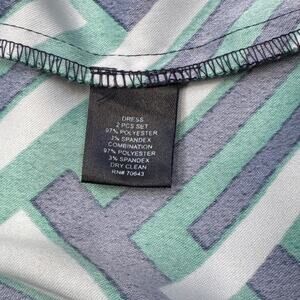 DRESS
2 PCS SET
97% POLYESTER
3% SPANDEX
COMBINATION
97% POLYESTER
3% SPANDEX
DRY CLEAN
RN# 70643